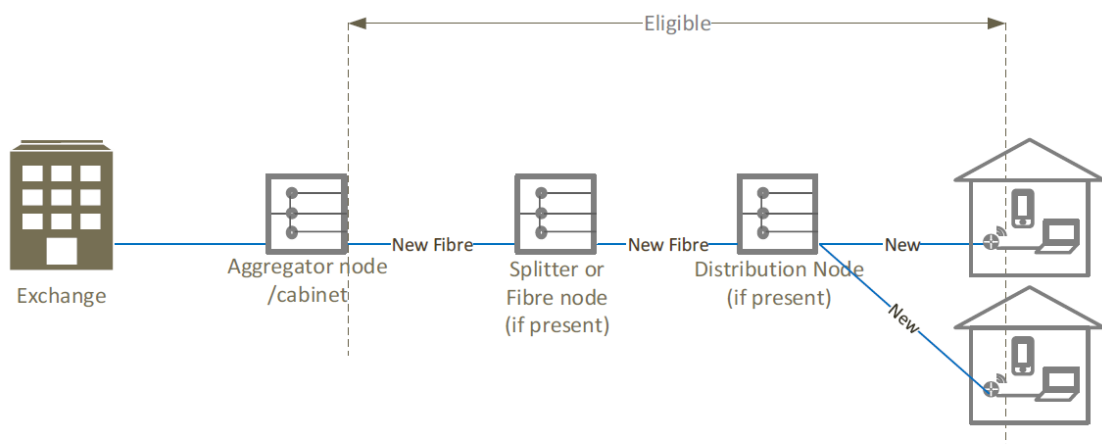 Eligible
New Fibre
New Fibre
New
Exchange
Aggregator node
/cabinet
Splitter or
Fibre node
(if present)
Distribution Node
(if present)
New